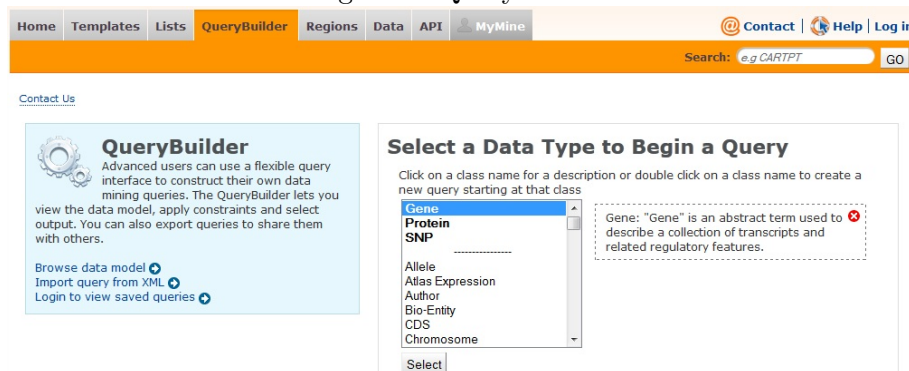 Home Templates Lists QueryBuilder Regions Data API MyMine @ Contact | Help | Log in
Search: e.g CARTPT GO
Contact Us
QueryBuilder
Advanced users can use a flexible query
interface to construct their own data
mining queries. The QueryBuilder lets you
view the data model, apply constraints and select
output. You can also export queries to share them
with others.
Browse data model
Import query from XML
Login to view saved queries
Select a Data Type to Begin a Query
Click on a class name for a description or double click on a class name to create a
new query starting at that class
Gene
Protein
SNP
----------------
Allele
Atlas Expression
Author
Bio-Entity
CDS
Chromosome
Select
Gene: "Gene" is an abstract term used to
describe a collection of transcripts and
related regulatory features.